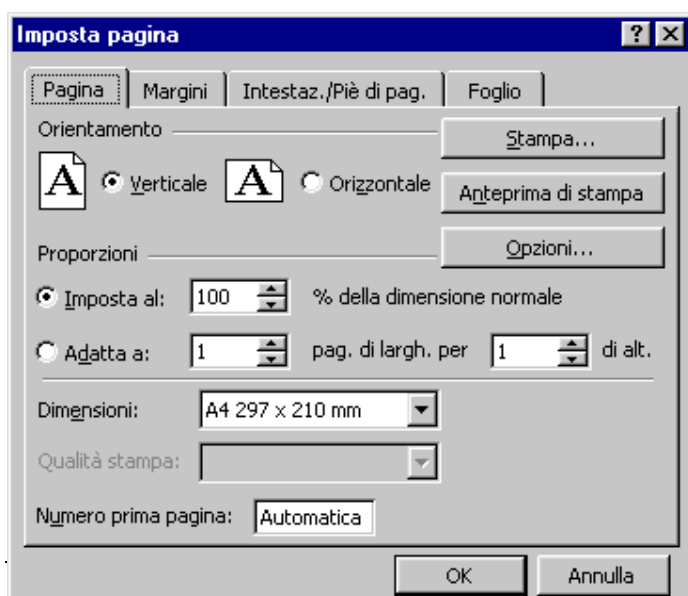 Imposta pagina
Pagina Margini Intestaz./Piè di pag. Foglio
Orientamento
Stampa...
A Verticale A Orizzontale
Anteprima di stampa
Opzioni...
Proporzioni
Imposta al: 100 % della dimensione normale
Adatta a: 1 pag. di largh. per 1 di alt.
Dimensioni: A4 297 x 210 mm
Qualità stampa:
Numero prima pagina: Automatica
OK Annulla